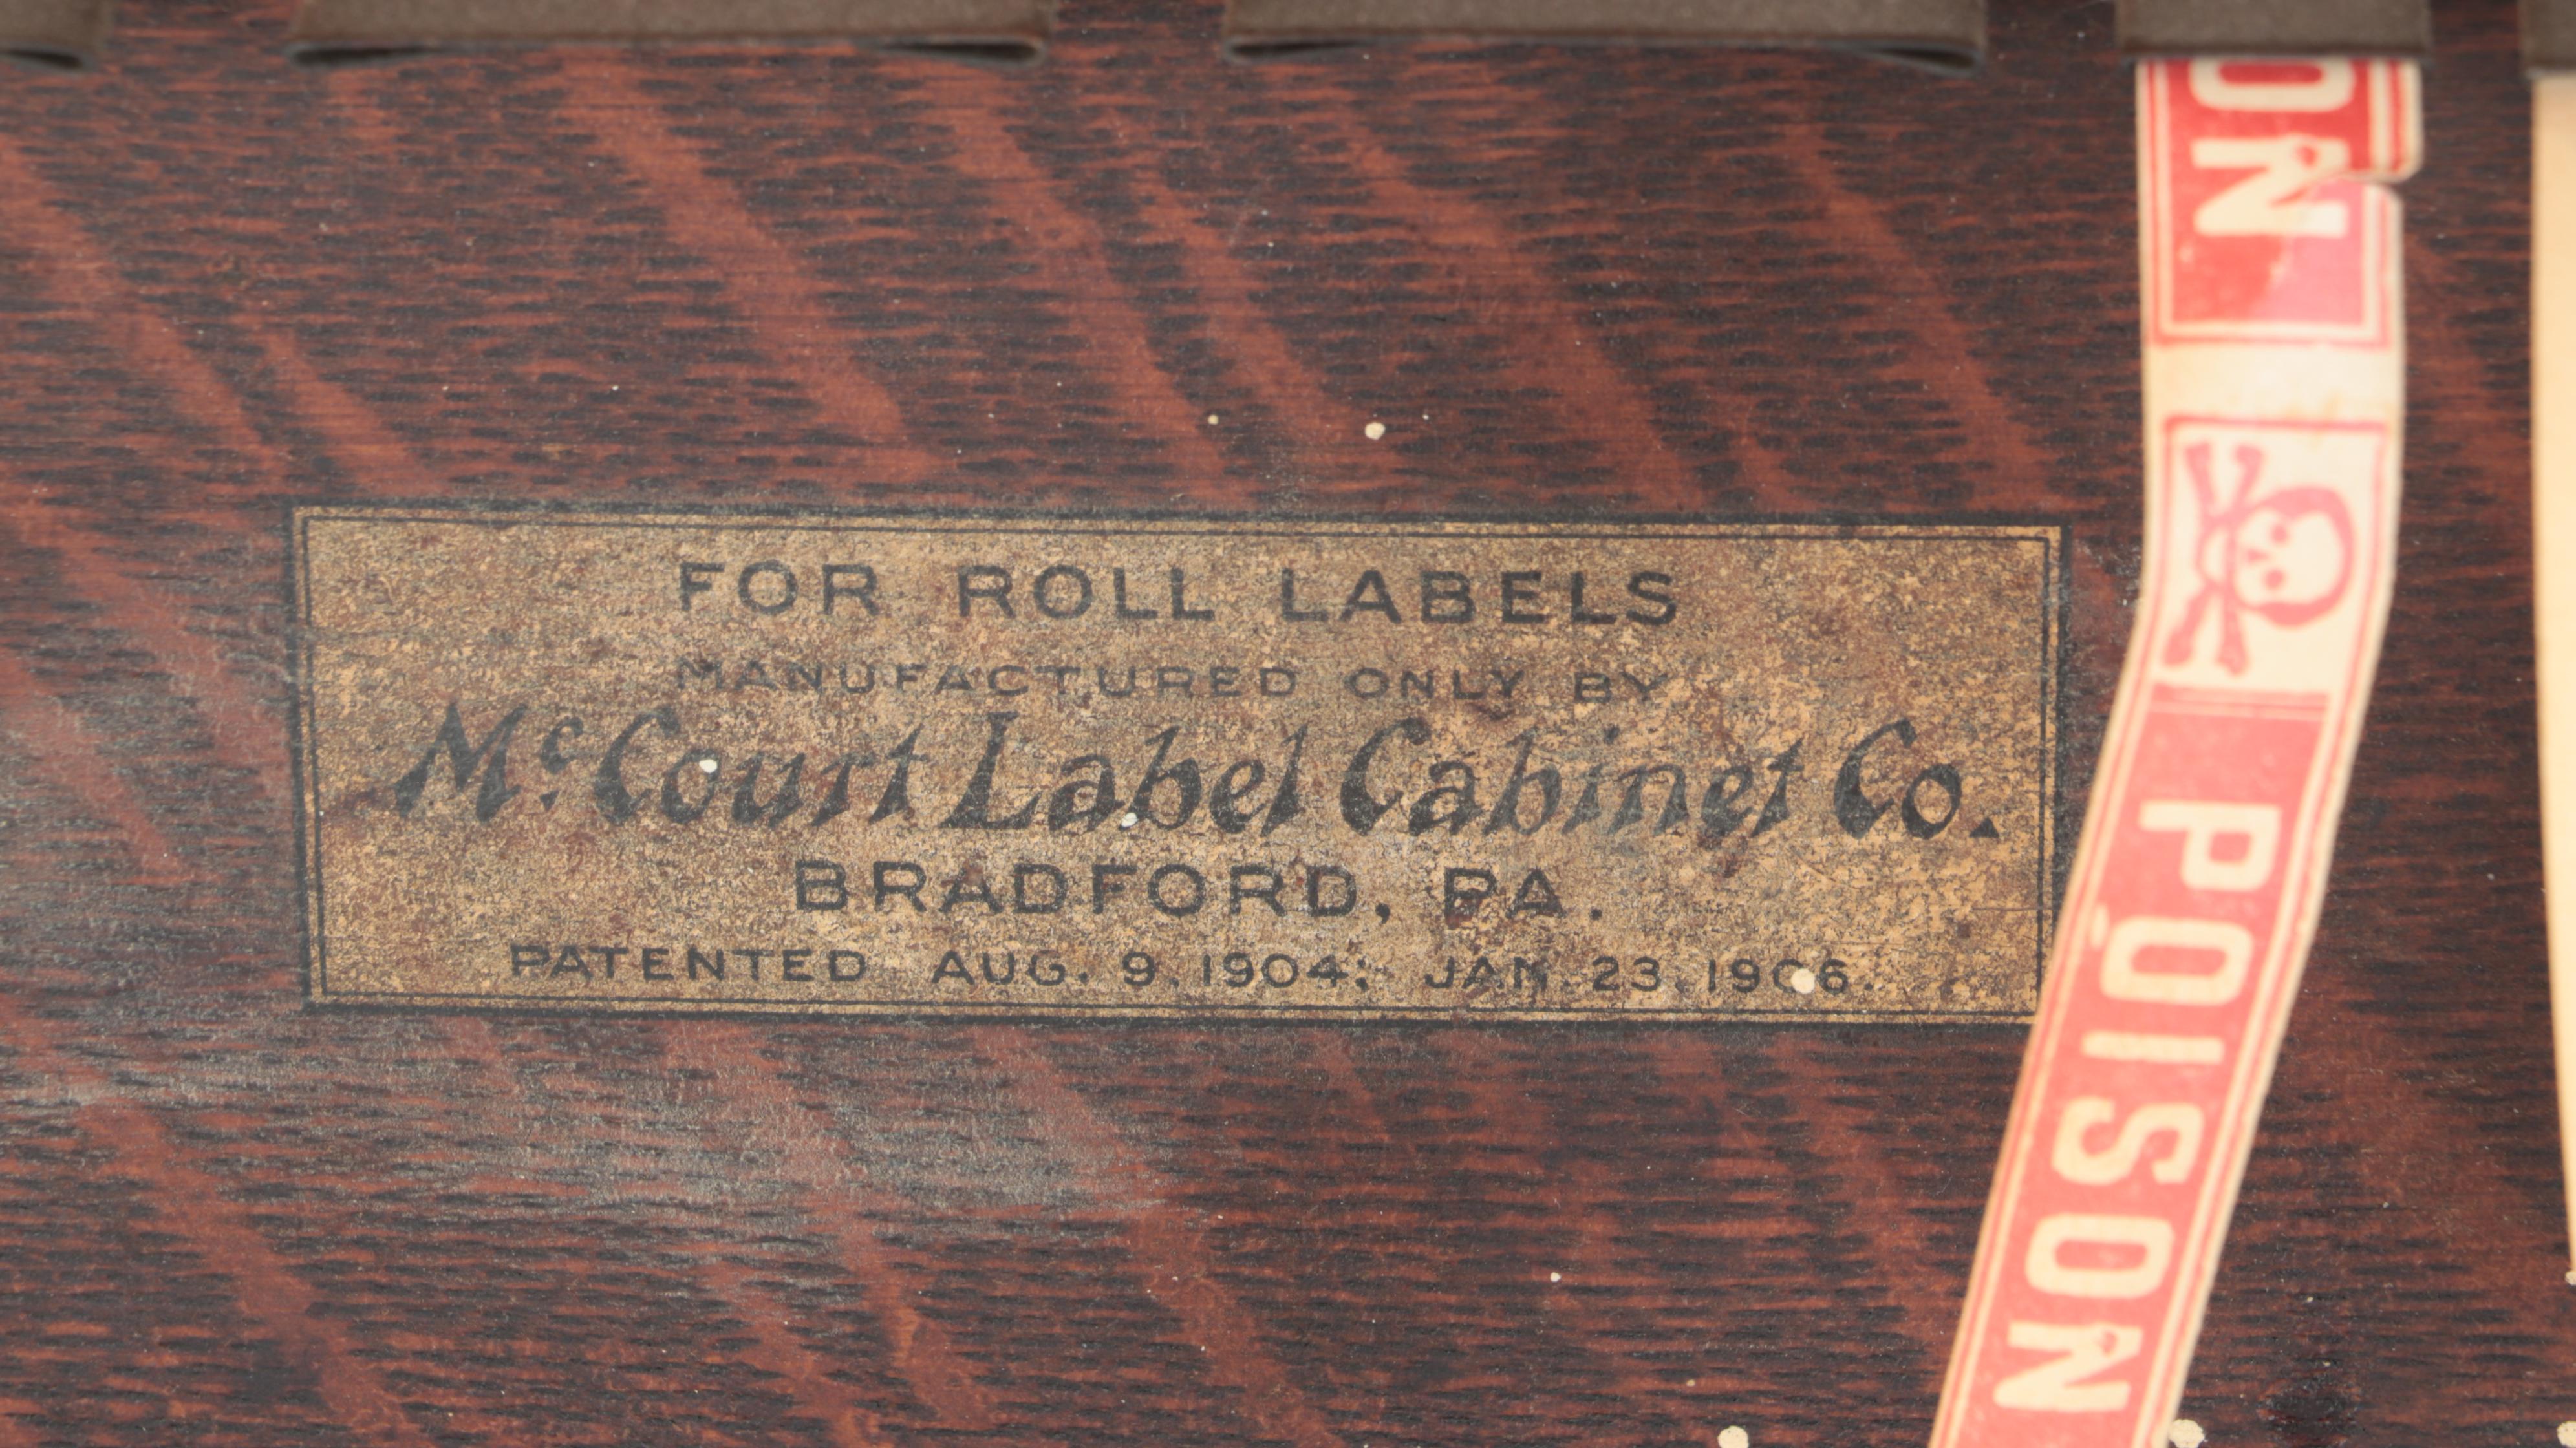 FOR ROLL LABELS
MANUFACTURED ONLY BY
McCourt Label Cabinet Co.
BRADFORD, PA.
PATENTED AUG. 9, 1904; JAN. 23, 1906.
ON
POISON